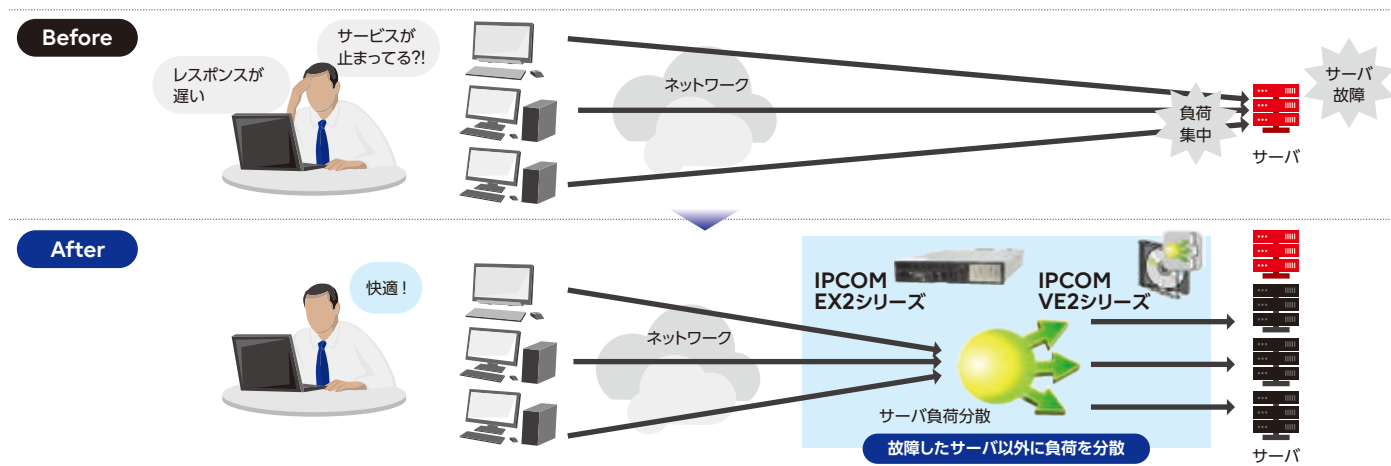 Before
レスポンスが
遅い
サービスが
止まってる?!
ネットワーク
負荷
集中
サーバ
サーバ
故障
After
快適！
ネットワーク
IPCOM
EX2シリーズ
IPCOM
VE2シリーズ
サーバ負荷分散
故障したサーバ以外に負荷を分散
サーバ